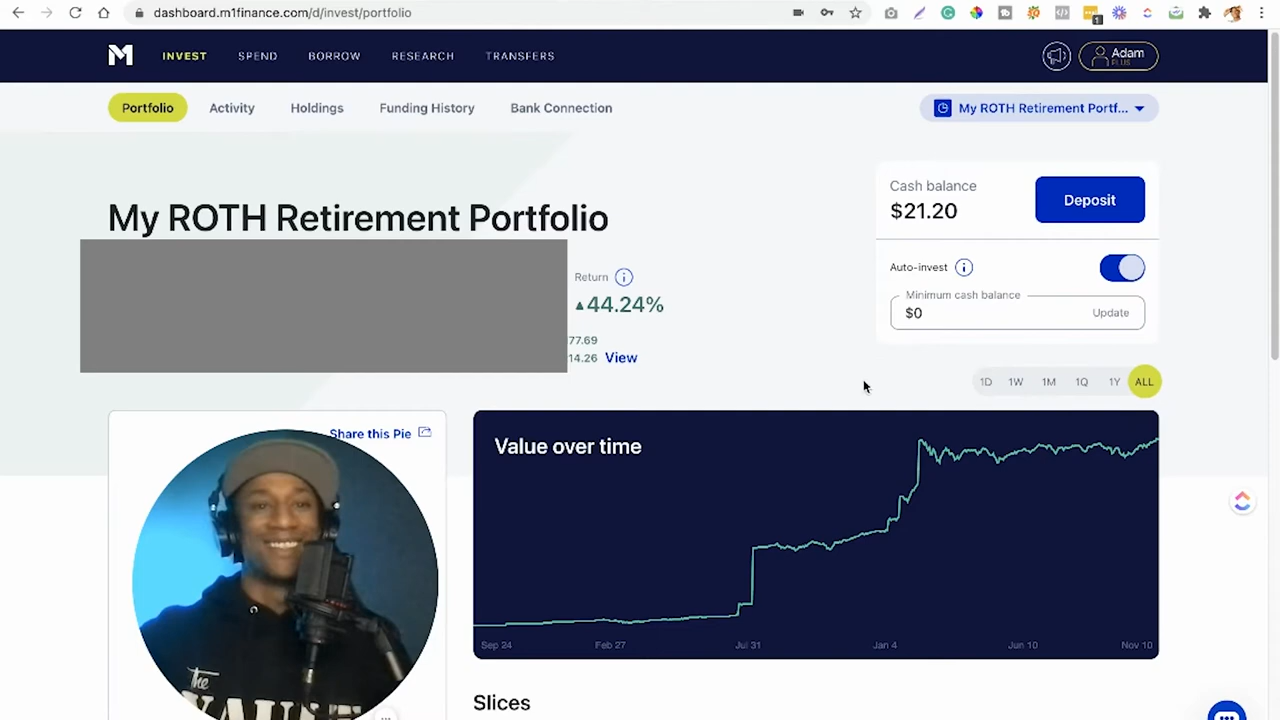 dashboard.m1finance.com/d/invest/portfolio
1
M INVEST SPEND BORROW RESEARCH TRANSFERS
Adam
PLUS
Portfolio Activity Holdings Funding History Bank Connection
My ROTH Retirement Portf...
My ROTH Retirement Portfolio
Cash balance
$21.20
Deposit
Return
▲44.24%
77.69
14.26 View
Auto-invest
Minimum cash balance
$0 Update
1D 1W 1M 1Q 1Y ALL
Share this Pie
Value over time
Sep 24 Feb 27 Jul 31 Jan 4 Jun 10 Nov 10
the
Slices